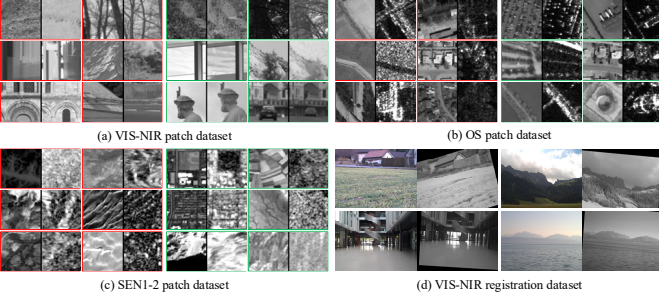 (a) VIS-NIR patch dataset
(b) OS patch dataset
(c) SEN1-2 patch dataset
(d) VIS-NIR registration dataset